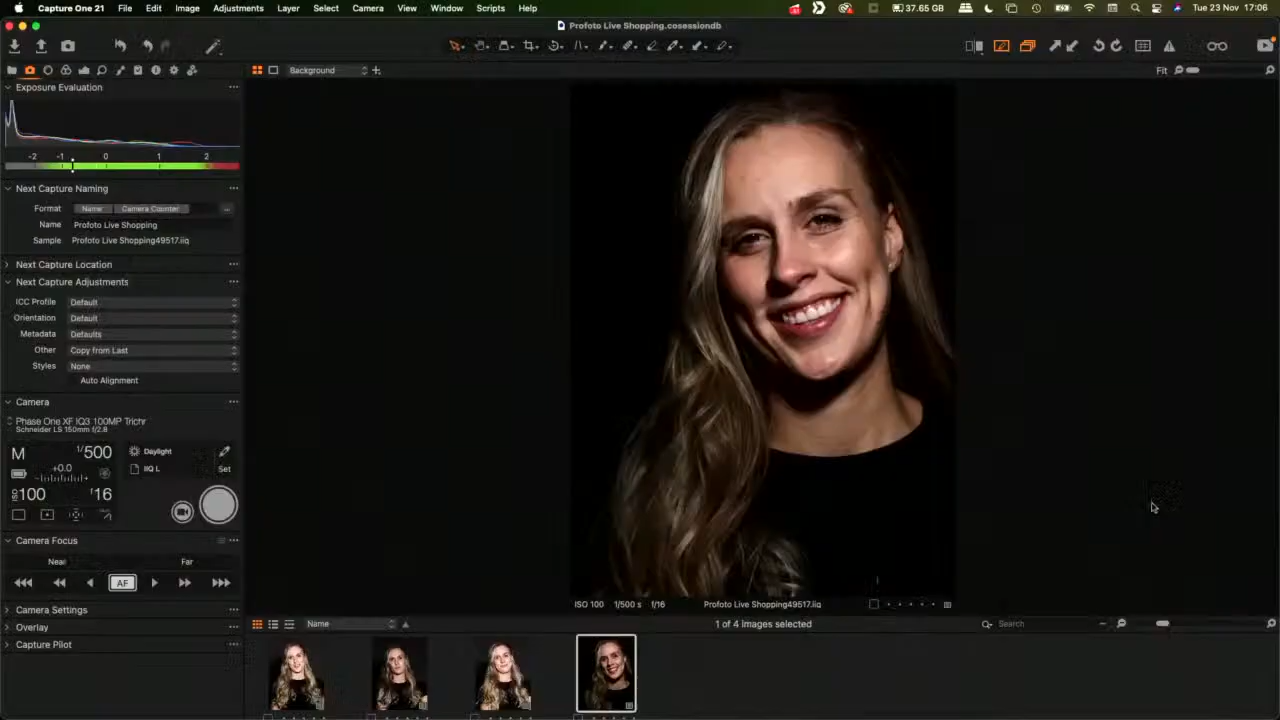 Capture One 21 File Edit Image Adjustments Layer Select Camera View Window Scripts Help 37.65 GB Tue 23 Nov 17:06
Profoto Live Shopping.cosessiondb
Background Fit
Exposure Evaluation
-2 -1 0 1 2
Next Capture Naming
Format Name Camera Counter ...
Name Profoto Live Shopping
Sample Profoto Live Shopping49517.iiq
Next Capture Location
Next Capture Adjustments
ICC Profile Default
Orientation Default
Metadata Defaults
Other Copy from Last
Styles None
Auto Alignment
Camera
Phase One XF IQ3 100MP Trichr
Schneider LS 150mm f/2.8
M 1/500 Daylight
+0.0 IIQ L Set
ISO 100 f16
Camera Focus
Near Far
AF
Camera Settings
Overlay
Capture Pilot
ISO 100 1/500 s f/16 Profoto Live Shopping49517.iiq
Name 1 of 4 images selected Search